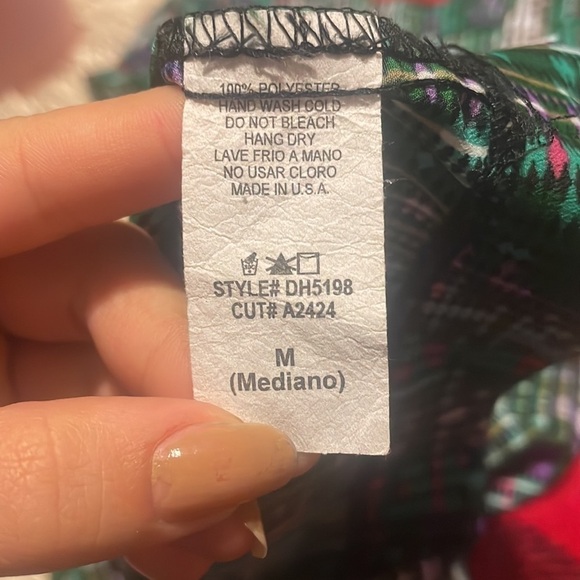 100% POLYESTER
HAND WASH COLD
DO NOT BLEACH
HANG DRY
LAVE FRIO A MANO
NO USAR CLORO
MADE IN U.S.A.
STYLE# DH5198
CUT# A2424
M
(Mediano)